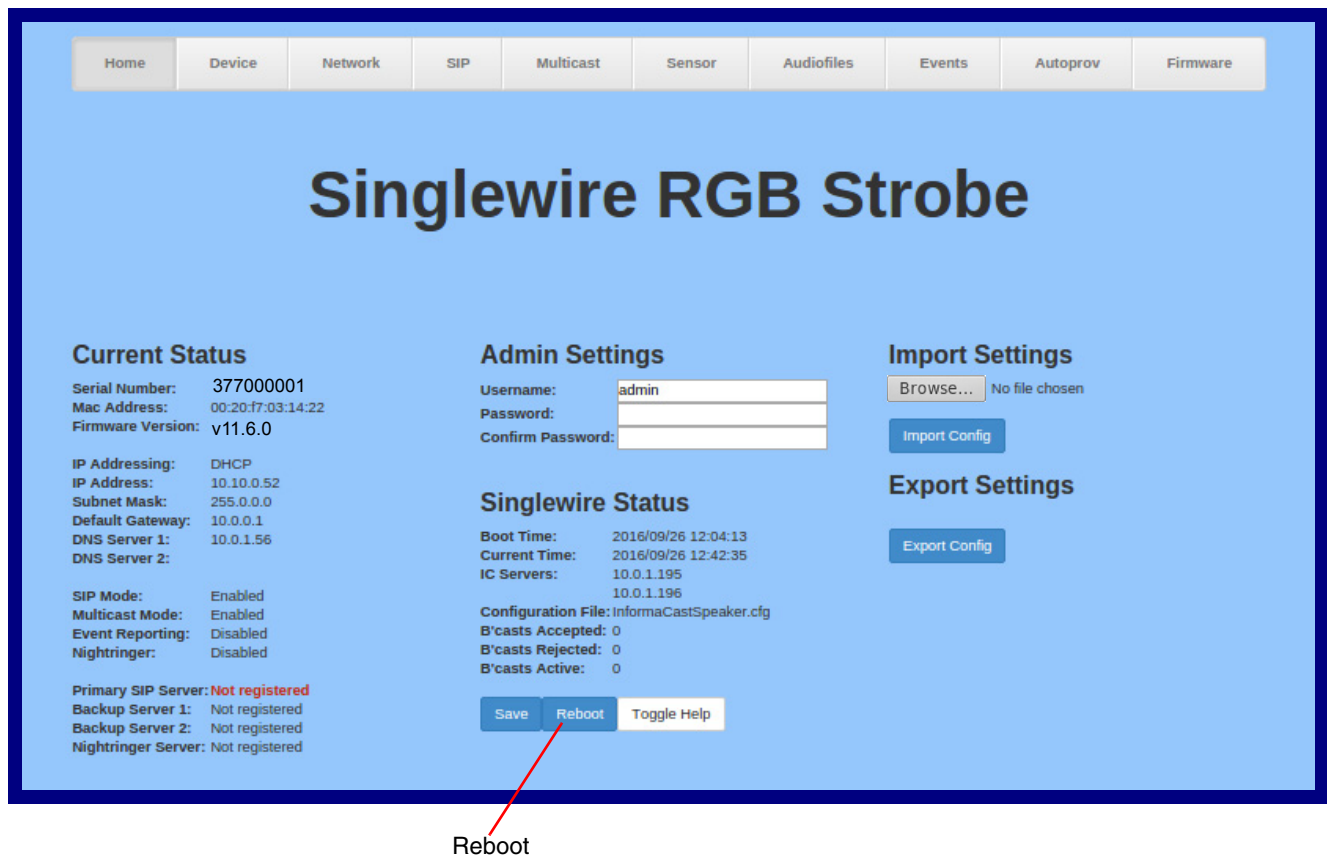 Home Device Network SIP Multicast Sensor Audiofiles Events Autoprov Firmware
Singlewire RGB Strobe
Current Status
Serial Number: 377000001
Mac Address: 00:20:f7:03:14:22
Firmware Version: v11.6.0
IP Addressing: DHCP
IP Address: 10.10.0.52
Subnet Mask: 255.0.0.0
Default Gateway: 10.0.0.1
DNS Server 1: 10.0.1.56
DNS Server 2:
SIP Mode: Enabled
Multicast Mode: Enabled
Event Reporting: Disabled
Nightringer: Disabled
Primary SIP Server: Not registered
Backup Server 1: Not registered
Backup Server 2: Not registered
Nightringer Server: Not registered
Admin Settings
Username: admin
Password:
Confirm Password:
Singlewire Status
Boot Time: 2016/09/26 12:04:13
Current Time: 2016/09/26 12:42:35
IC Servers: 10.0.1.195
10.0.1.196
Configuration File: InformaCastSpeaker.cfg
B'casts Accepted: 0
B'casts Rejected: 0
B'casts Active: 0
Save Reboot Toggle Help
Import Settings
Browse... No file chosen
Import Config
Export Settings
Export Config
Reboot